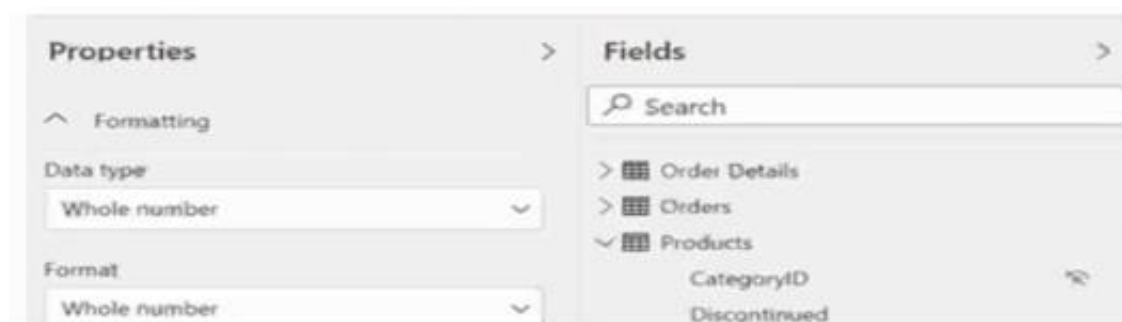 Properties
Formatting
Data type
Whole number
Format
Whole number
Fields
Search
Order Details
Orders
Products
CategoryID
Discontinued